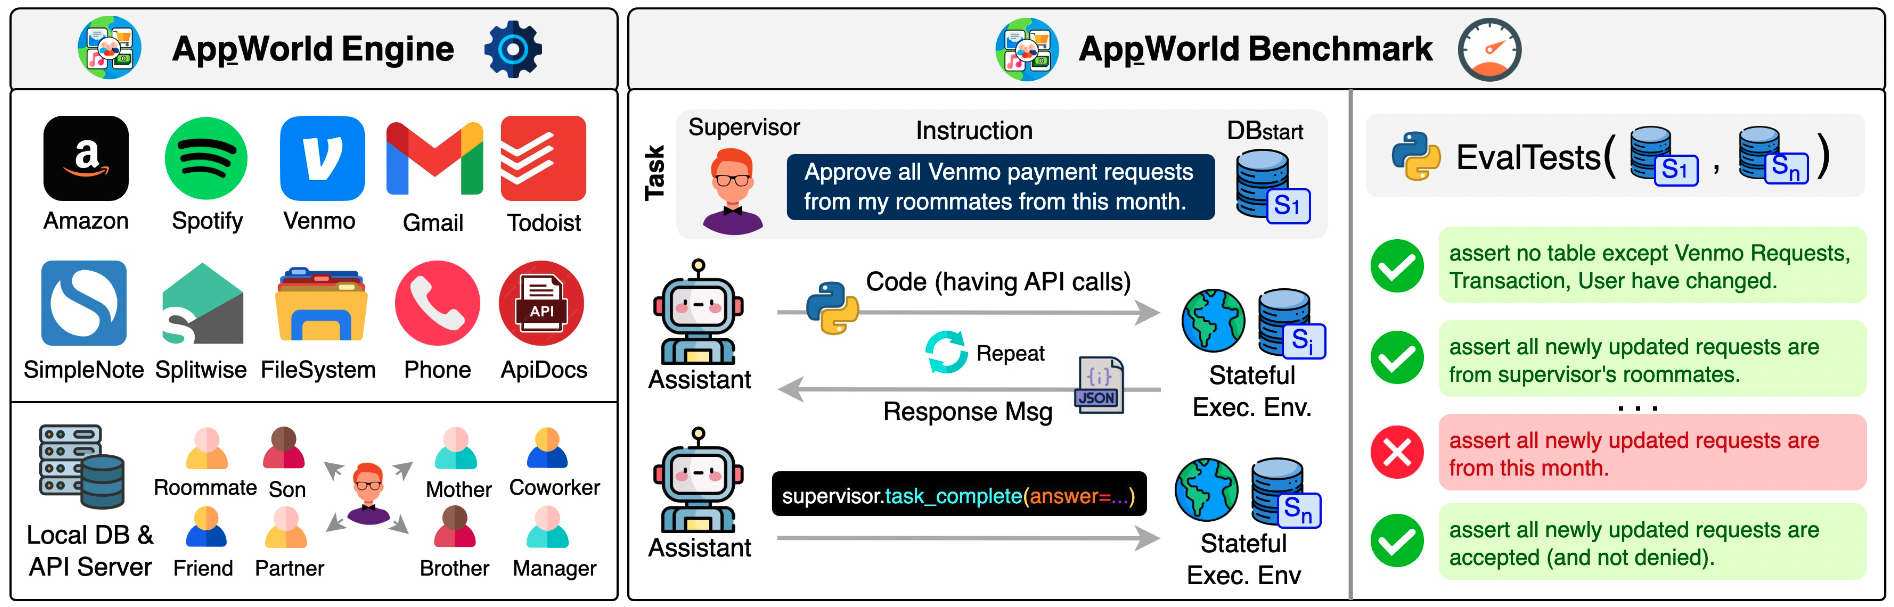 AppWorld Engine
Amazon
Spotify
Venmo
Gmail
Todoist
API
SimpleNote
Splitwise
FileSystem
Phone
ApiDocs
Local DB &
API Server
Roommate
Son
Mother
Coworker
Friend
Partner
Brother
Manager
AppWorld Benchmark
Task
Supervisor
Instruction
DBstart
Approve all Venmo payment requests
from my roommates from this month.
S1
Assistant
Code (having API calls)
Repeat
{i}
JSON
Response Msg
Si
Stateful
Exec. Env.
Assistant
supervisor.task_complete(answer=...)
Sn
Stateful
Exec. Env
EvalTests( S1 , Sn )
assert no table except Venmo Requests,
Transaction, User have changed.
assert all newly updated requests are
from supervisor's roommates.
...
assert all newly updated requests are
from this month.
assert all newly updated requests are
accepted (and not denied).